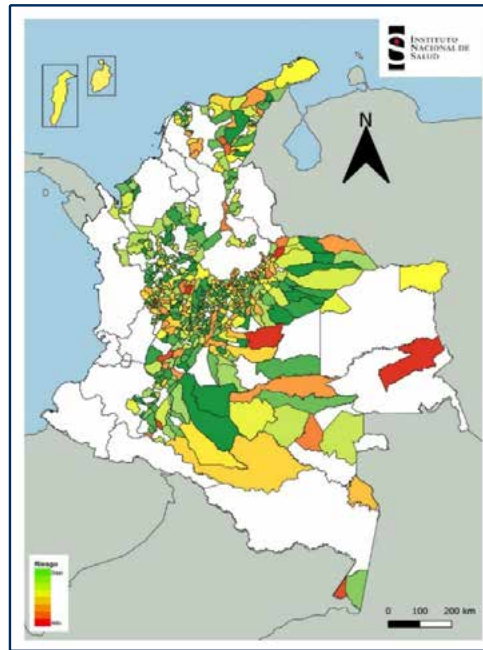 INSTITUTO
NACIONAL DE
SALUD
N
Riesgo
0 100 200 km